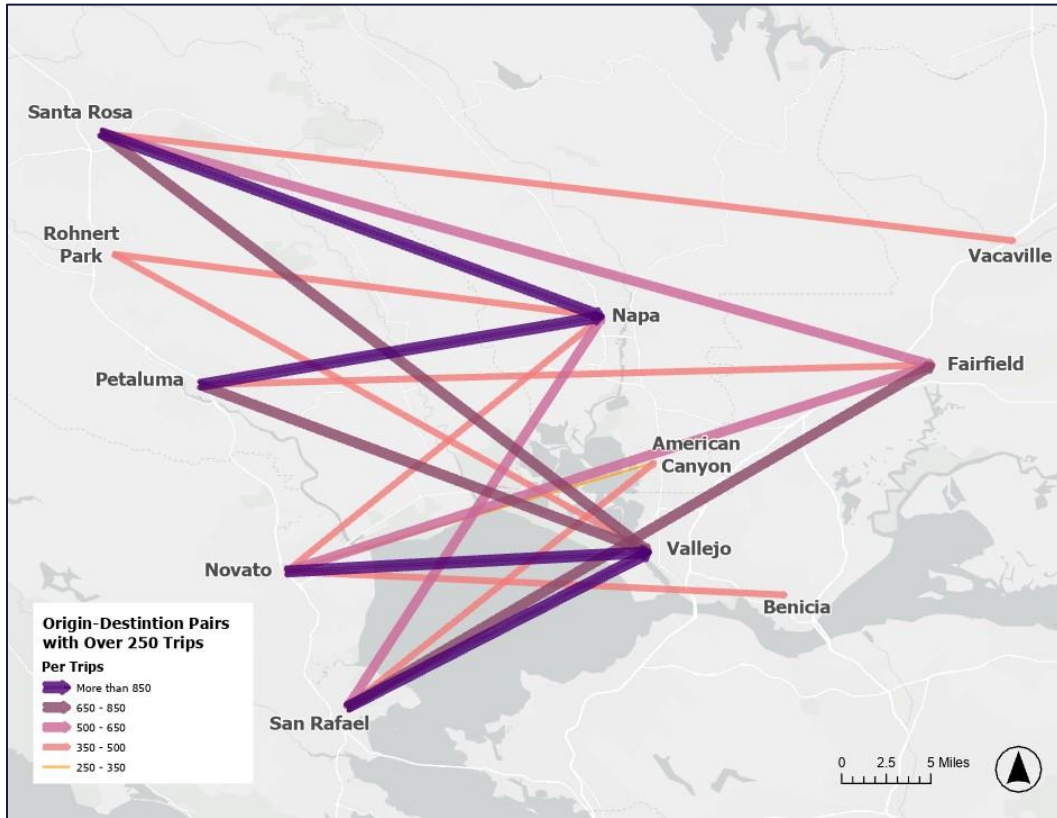 Santa Rosa
Rohnert
Park
Vacaville
Napa
Petaluma
Fairfield
American
Canyon
Vallejo
Novato
Benicia
San Rafael
Origin-Destintion Pairs
with Over 250 Trips
Per Trips
More than 850
650 - 850
500 - 650
350 - 500
250 - 350
0 2.5 5 Miles